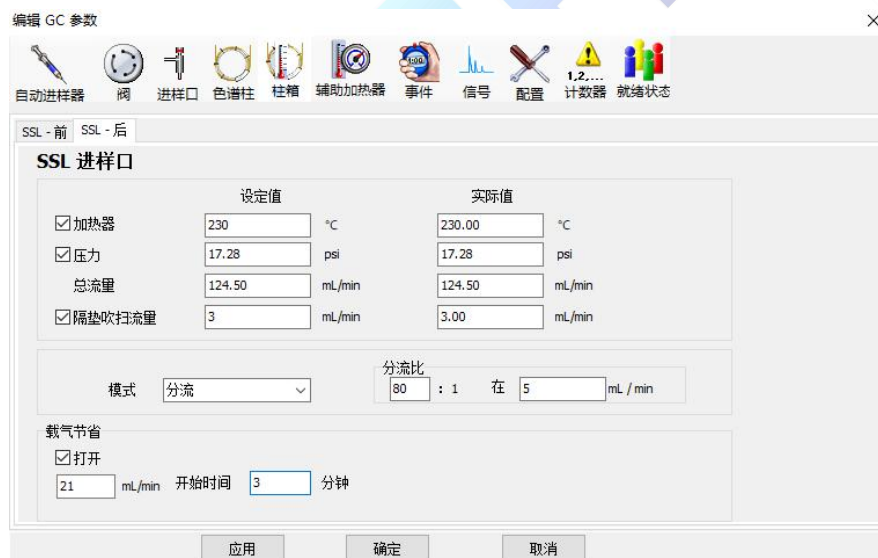 编辑 GC 参数
自动进样器 阀 进样口 色谱柱 柱箱 辅助加热器 事件 信号 配置 1,2,... 计数器 就绪状态
SSL - 前 SSL - 后
SSL 进样口
设定值 实际值
加热器 230 °C 230.00 °C
压力 17.28 psi 17.28 psi
总流量 124.50 mL/min 124.50 mL/min
隔垫吹扫流量 3 mL/min 3.00 mL/min
分流比
模式 分流 80 : 1 在 5 mL / min
载气节省
打开
21 mL/min 开始时间 3 分钟
应用 确定 取消